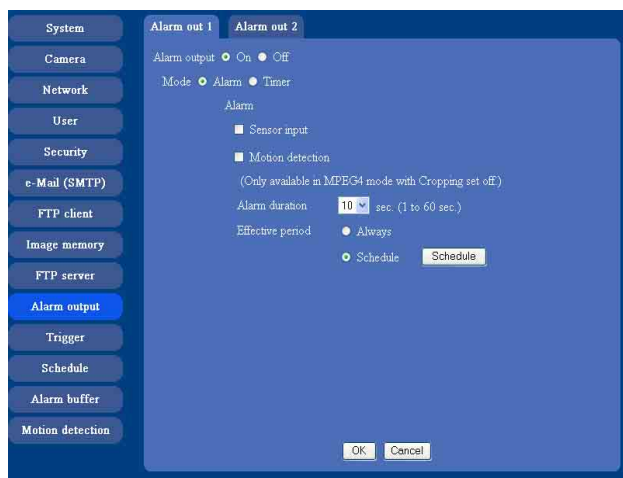 System
Camera
Network
User
Security
e-Mail (SMTP)
FTP client
Image memory
FTP server
Alarm output
Trigger
Schedule
Alarm buffer
Motion detection
Alarm out 1 Alarm out 2
Alarm output On Off
Mode Alarm Timer
Alarm
Sensor input
Motion detection
(Only available in MPEG4 mode with Cropping set off.)
Alarm duration 10 sec. (1 to 60 sec.)
Effective period Always
Schedule Schedule
OK Cancel